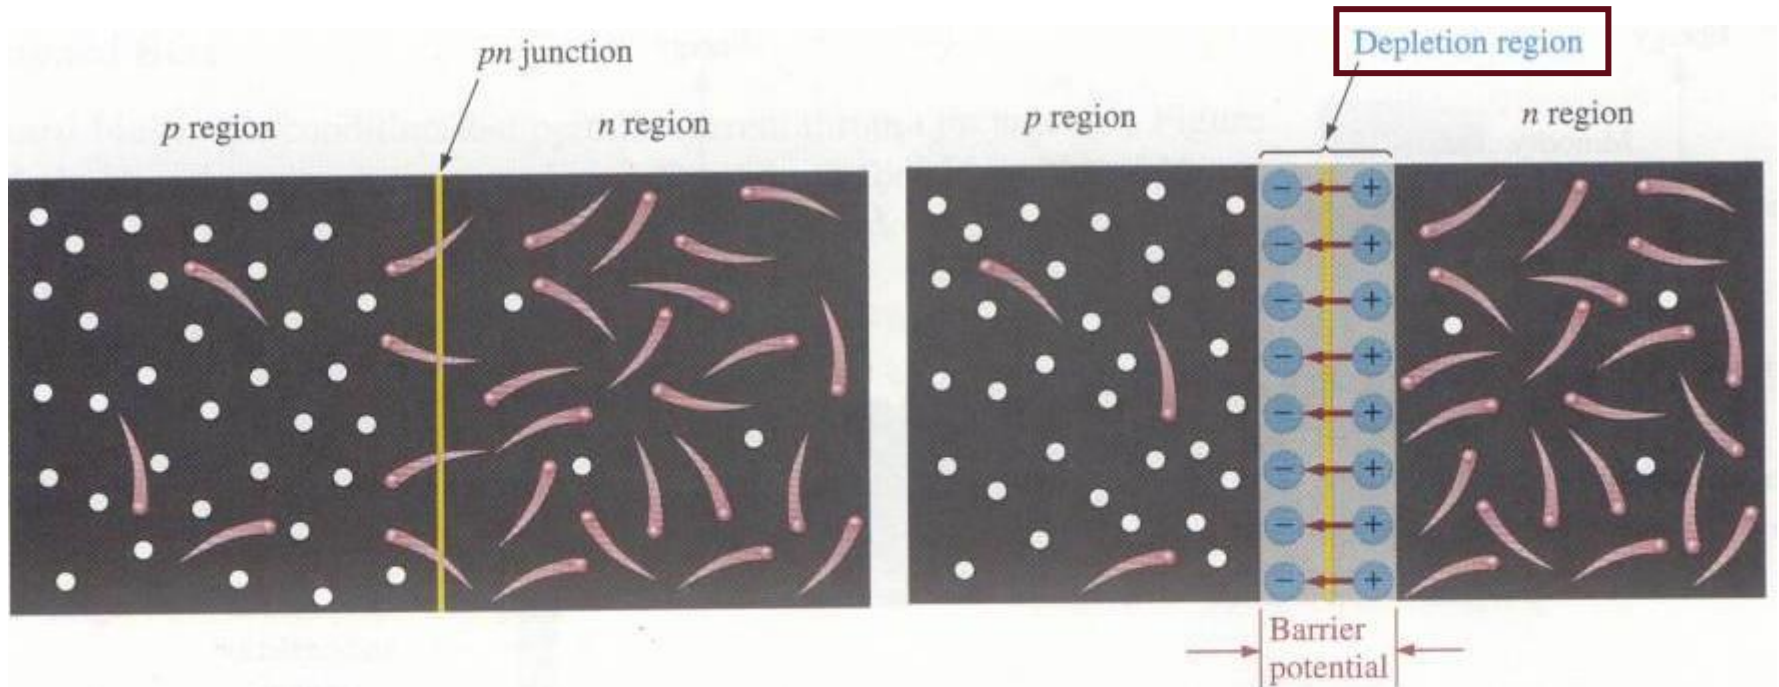 pn junction
p region
n region
Depletion region
p region
n region
− +
− +
− +
− +
− +
− +
− +
− +
Barrier
potential